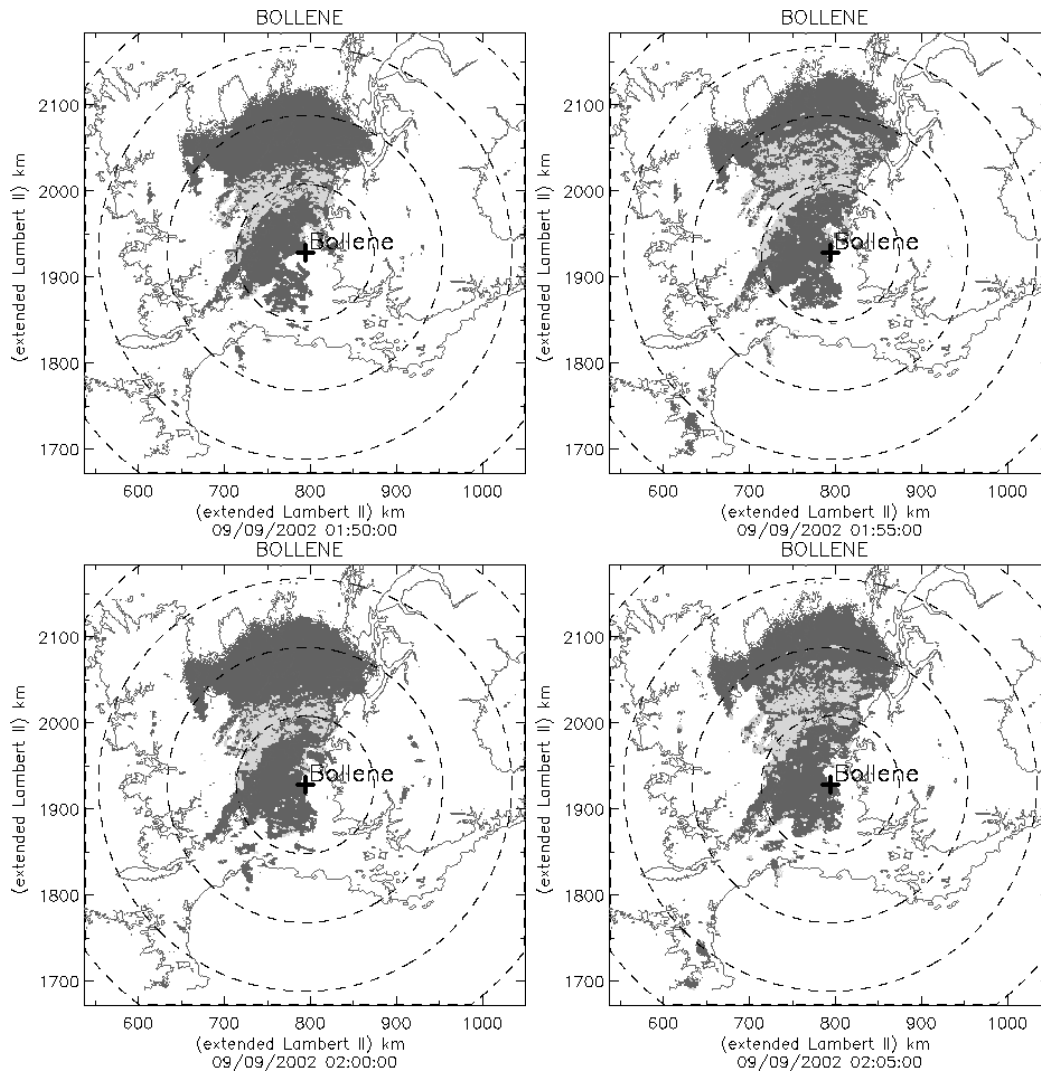 BOLLENE
BOLLENE
(extended Lambert II) km
2100
2000
1900
1800
1700
Bollene
600
700
800
900
1000
(extended Lambert II) km
09/09/2002 01:50:00
(extended Lambert II) km
2100
2000
1900
1800
1700
Bollene
600
700
800
900
1000
(extended Lambert II) km
09/09/2002 01:55:00
BOLLENE
BOLLENE
(extended Lambert II) km
2100
2000
1900
1800
1700
Bollene
600
700
800
900
1000
(extended Lambert II) km
09/09/2002 02:00:00
(extended Lambert II) km
2100
2000
1900
1800
1700
Bollene
600
700
800
900
1000
(extended Lambert II) km
09/09/2002 02:05:00